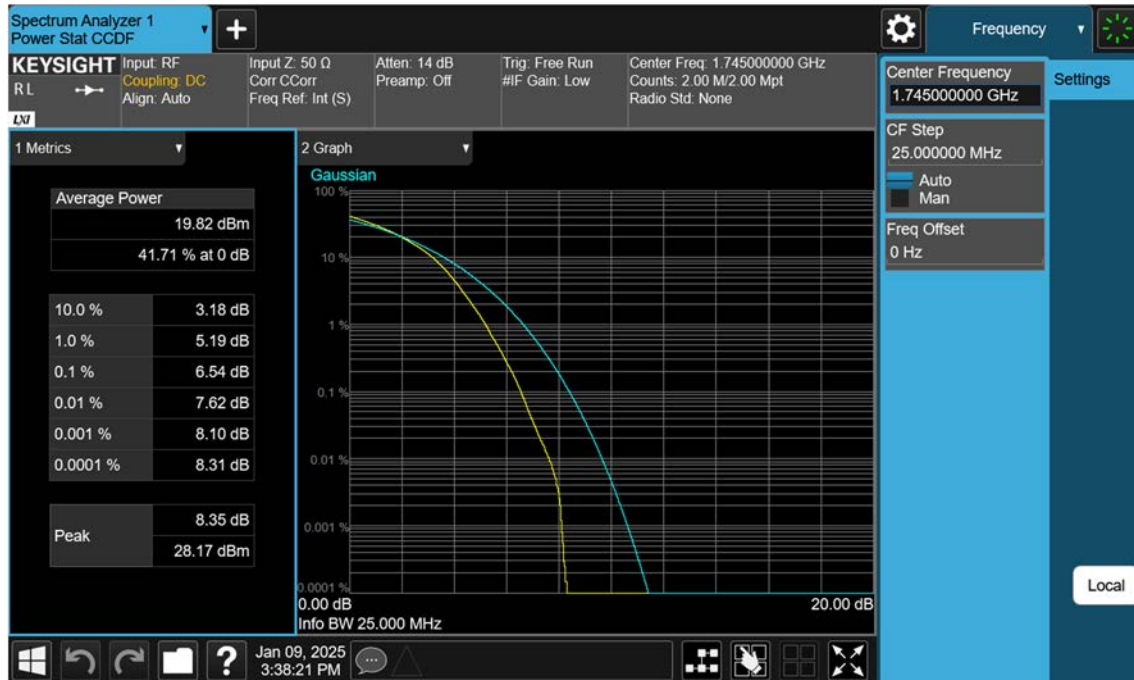 Spectrum Analyzer 1
Power Stat CCDF
Frequency
KEYSIGHT
R L
LXI
Input: RF
Coupling: DC
Align: Auto
Input Z: 50 Ω
Corr CCorr
Freq Ref: Int (S)
Atten: 14 dB
Preamp: Off
Trig: Free Run
#IF Gain: Low
Center Freq: 1.745000000 GHz
Counts: 2.00 M/2.00 Mpt
Radio Std: None
Center Frequency
1.745000000 GHz
Settings
CF Step
25.000000 MHz
Auto
Man
Freq Offset
0 Hz
1 Metrics
Average Power
19.82 dBm
41.71 % at 0 dB
10.0 % 3.18 dB
1.0 % 5.19 dB
0.1 % 6.54 dB
0.01 % 7.62 dB
0.001 % 8.10 dB
0.0001 % 8.31 dB
Peak
8.35 dB
28.17 dBm
2 Graph
Gaussian
100 %
10 %
1 %
0.1 %
0.01 %
0.001 %
0.0001 %
0.00 dB 20.00 dB
Info BW 25.000 MHz
Local
?
Jan 09, 2025
3:38:21 PM